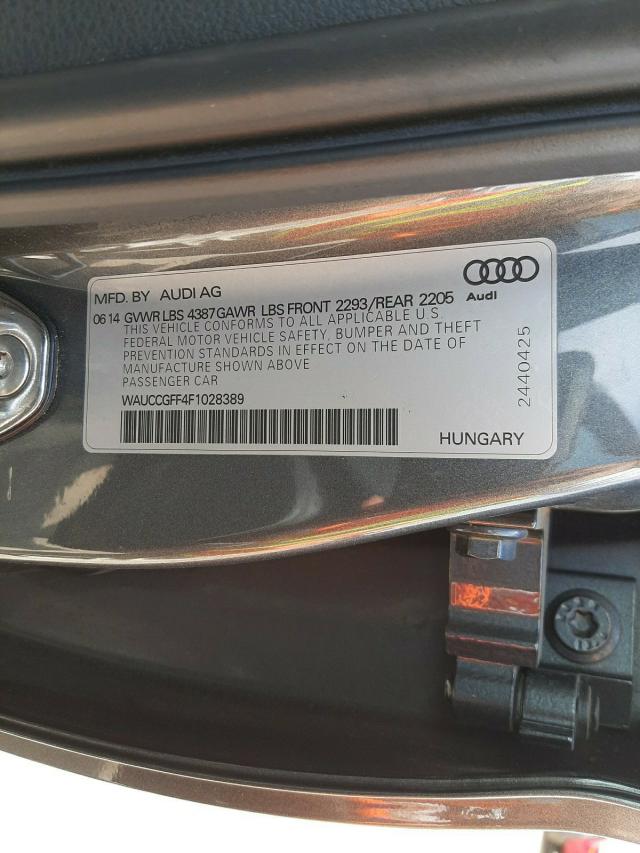 MFD. BY AUDI AG
Audi
06 14 GVWR LBS 4387 GAWR LBS FRONT 2293/REAR 2205
THIS VEHICLE CONFORMS TO ALL APPLICABLE U.S.
FEDERAL MOTOR VEHICLE SAFETY, BUMPER AND THEFT
PREVENTION STANDARDS IN EFFECT ON THE DATE OF
MANUFACTURE SHOWN ABOVE
PASSENGER CAR
WAUCCGFF4F1028389
HUNGARY
2440425